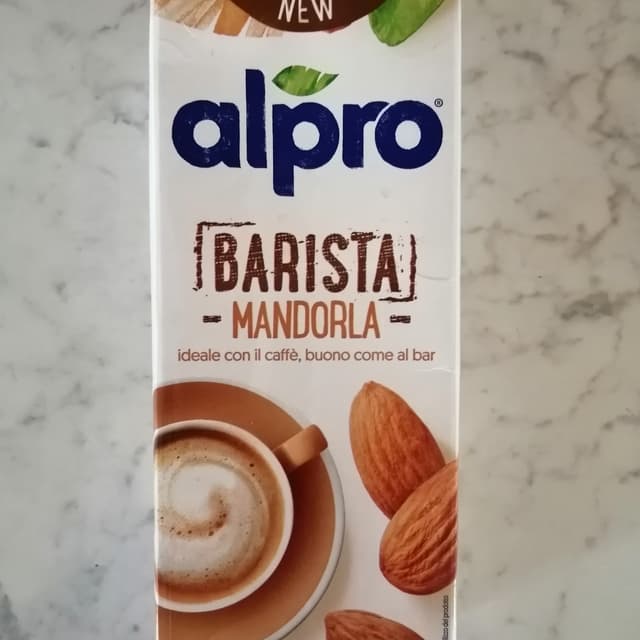 NEW
alpro®
BARISTA
- MANDORLA -
ideale con il caffè, buono come al bar